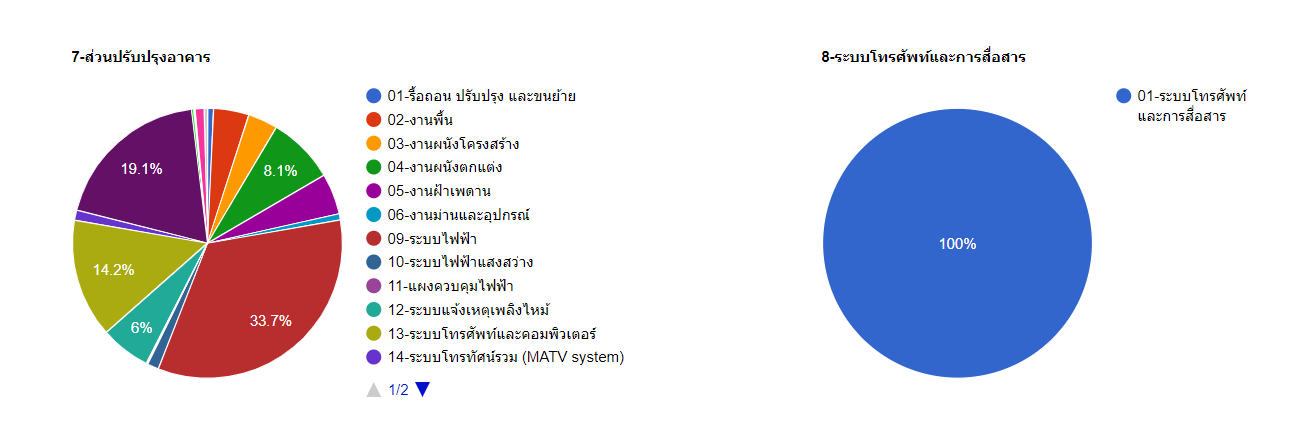 7-ส่วนปรับปรุงอาคาร
01-รื้อถอน ปรับปรุง และขนย้าย
02-งานพื้น
03-งานผนังโครงสร้าง
04-งานผนังตกแต่ง
05-งานฝ้าเพดาน
06-งานม่านและอุปกรณ์
09-ระบบไฟฟ้า
10-ระบบไฟฟ้าแสงสว่าง
11-แผงควบคุมไฟฟ้า
12-ระบบแจ้งเหตุเพลิงไหม้
13-ระบบโทรศัพท์และคอมพิวเตอร์
14-ระบบโทรทัศน์รวม (MATV system)
1/2
19.1%
8.1%
14.2%
6%
33.7%
8-ระบบโทรศัพท์และการสื่อสาร
01-ระบบโทรศัพท์
และการสื่อสาร
100%